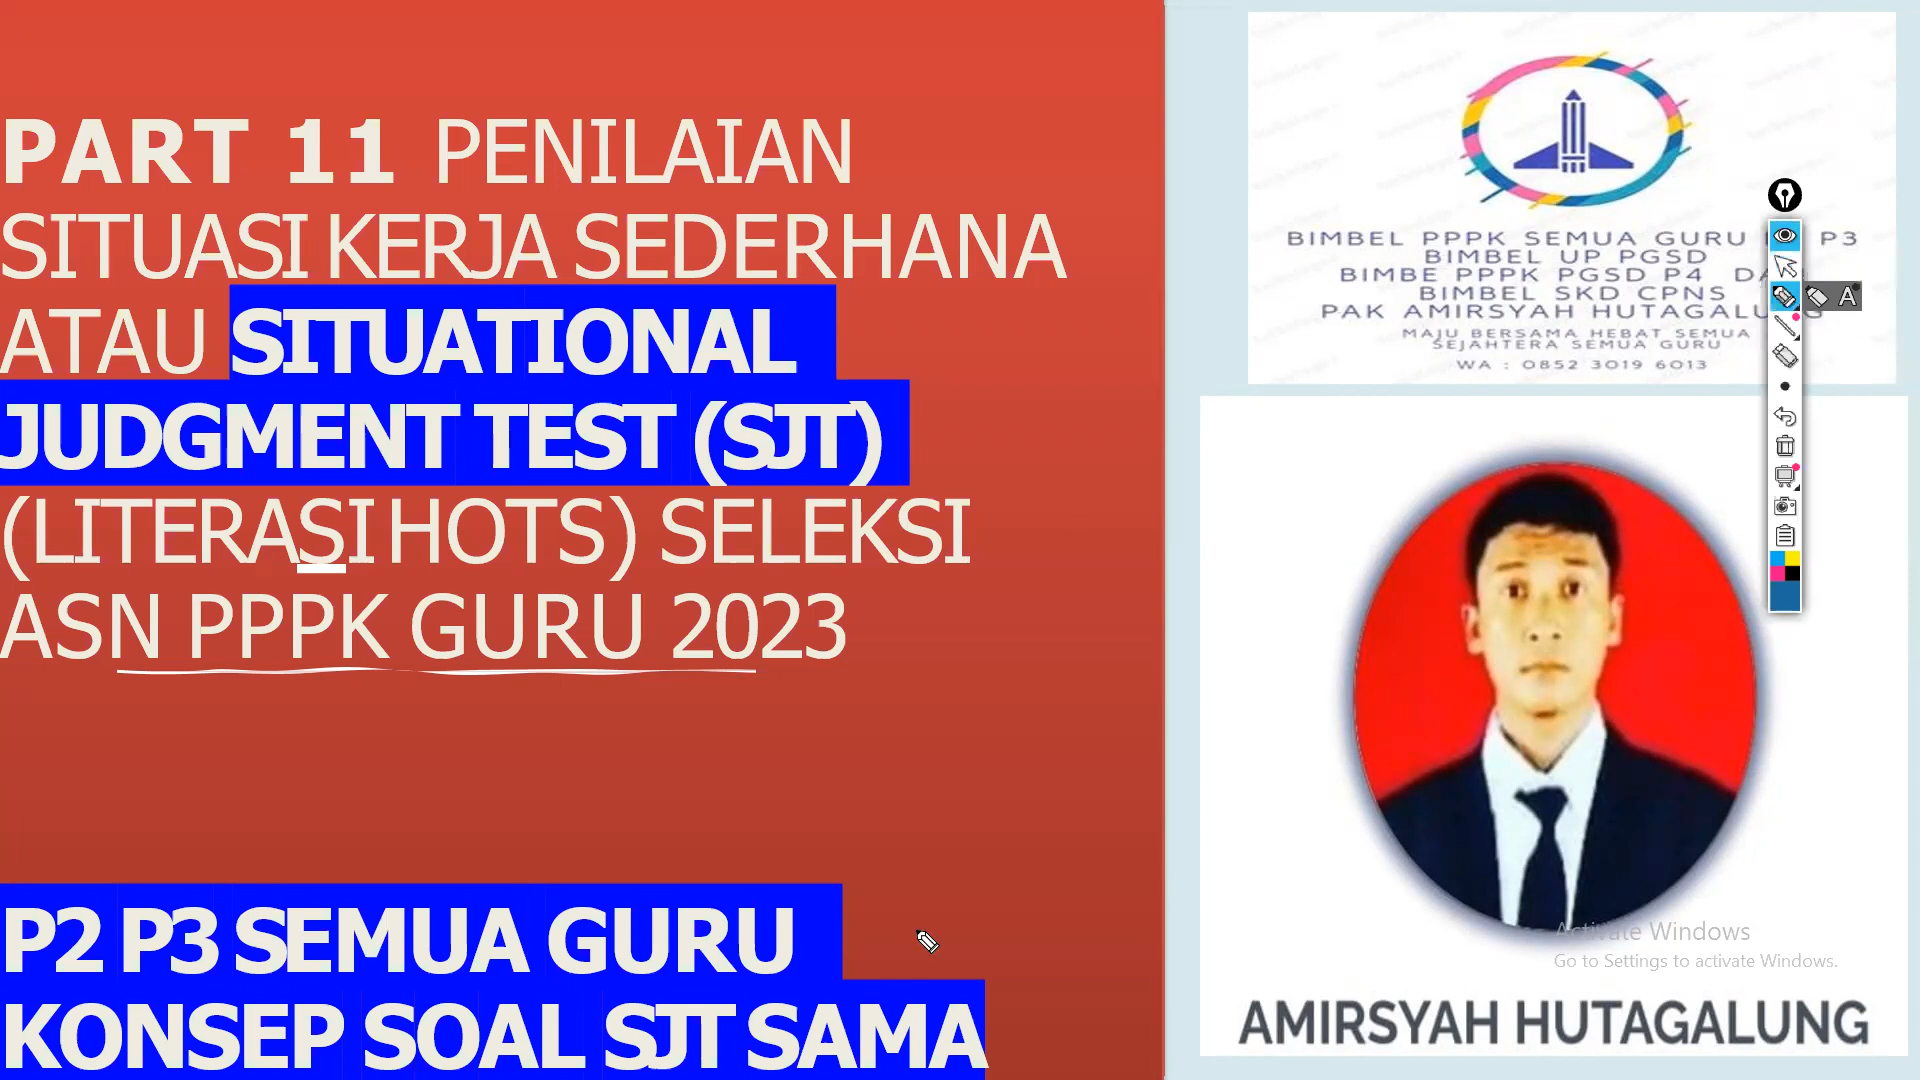 PART 11 PENILAIAN
SITUASI KERJA SEDERHANA
ATAU SITUATIONAL
JUDGMENT TEST (SJT)
(LITERASI HOTS) SELEKSI
ASN PPPK GURU 2023
P2 P3 SEMUA GURU
KONSEP SOAL SJT SAMA
BIMBEL PPPK SEMUA GURU P3
BIMBEL UP PGSD
BIMBE PPPK PGSD P4
BIMBEL SKD CPNS
PAK AMIRSYAH HUTAGALUNG
MAJU BERSAMA HEBAT SEMUA
SEJAHTERA SEMUA GURU
WA : 0852 3019 6013
A
Activate Windows
Go to Settings to activate Windows.
AMIRSYAH HUTAGALUNG